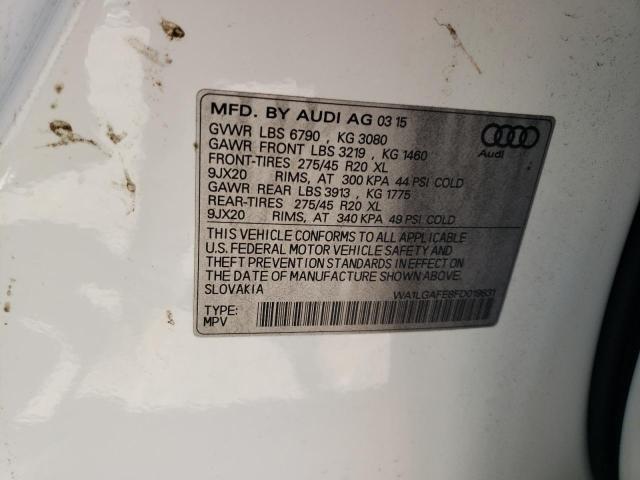 MFD. BY AUDI AG 03 15
GVWR LBS 6790 , KG 3080
GAWR FRONT LBS 3219 , KG 1460
FRONT-TIRES 275/45 R20 XL
9JX20 RIMS, AT 300 KPA 44 PSI COLD
GAWR REAR LBS 3913 , KG 1775
REAR-TIRES 275/45 R20 XL
9JX20 RIMS, AT 340 KPA 49 PSI COLD
Audi
THIS VEHICLE CONFORMS TO ALL APPLICABLE
U.S. FEDERAL MOTOR VEHICLE SAFETY AND
THEFT PREVENTION STANDARDS IN EFFECT ON
THE DATE OF MANUFACTURE SHOWN ABOVE.
SLOVAKIA
WA1LGAFE8FD019831
TYPE:
MPV